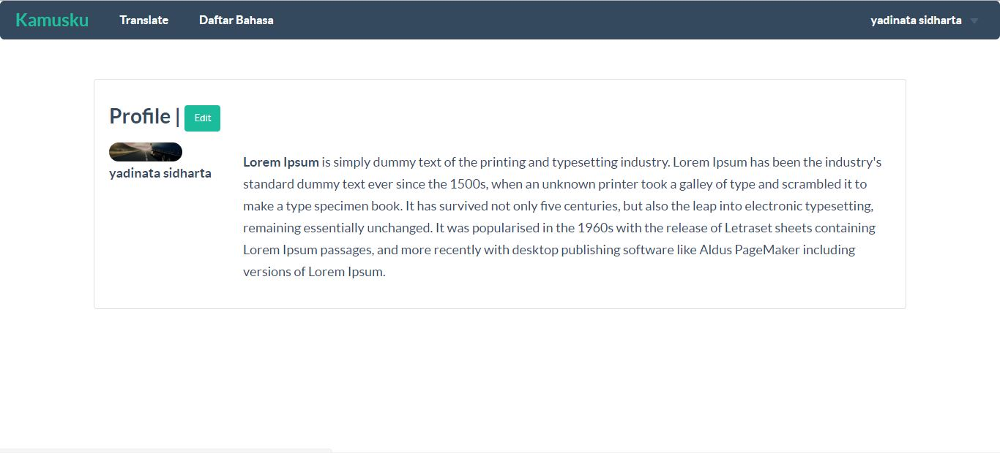 Kamusku Translate Daftar Bahasa yadinata sidharta
Profile | Edit
yadinata sidharta
Lorem Ipsum is simply dummy text of the printing and typesetting industry. Lorem Ipsum has been the industry's
standard dummy text ever since the 1500s, when an unknown printer took a galley of type and scrambled it to
make a type specimen book. It has survived not only five centuries, but also the leap into electronic typesetting,
remaining essentially unchanged. It was popularised in the 1960s with the release of Letraset sheets containing
Lorem Ipsum passages, and more recently with desktop publishing software like Aldus PageMaker including
versions of Lorem Ipsum.